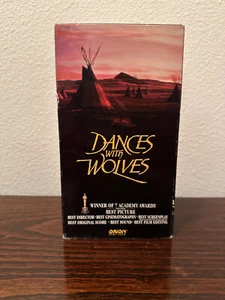 DANCES
WITH
WOLVES
WINNER OF 7 ACADEMY AWARDS
BEST PICTURE
BEST DIRECTOR • BEST CINEMATOGRAPHY • BEST SCREENPLAY
BEST ORIGINAL SCORE • BEST SOUND • BEST FILM EDITING
ORION